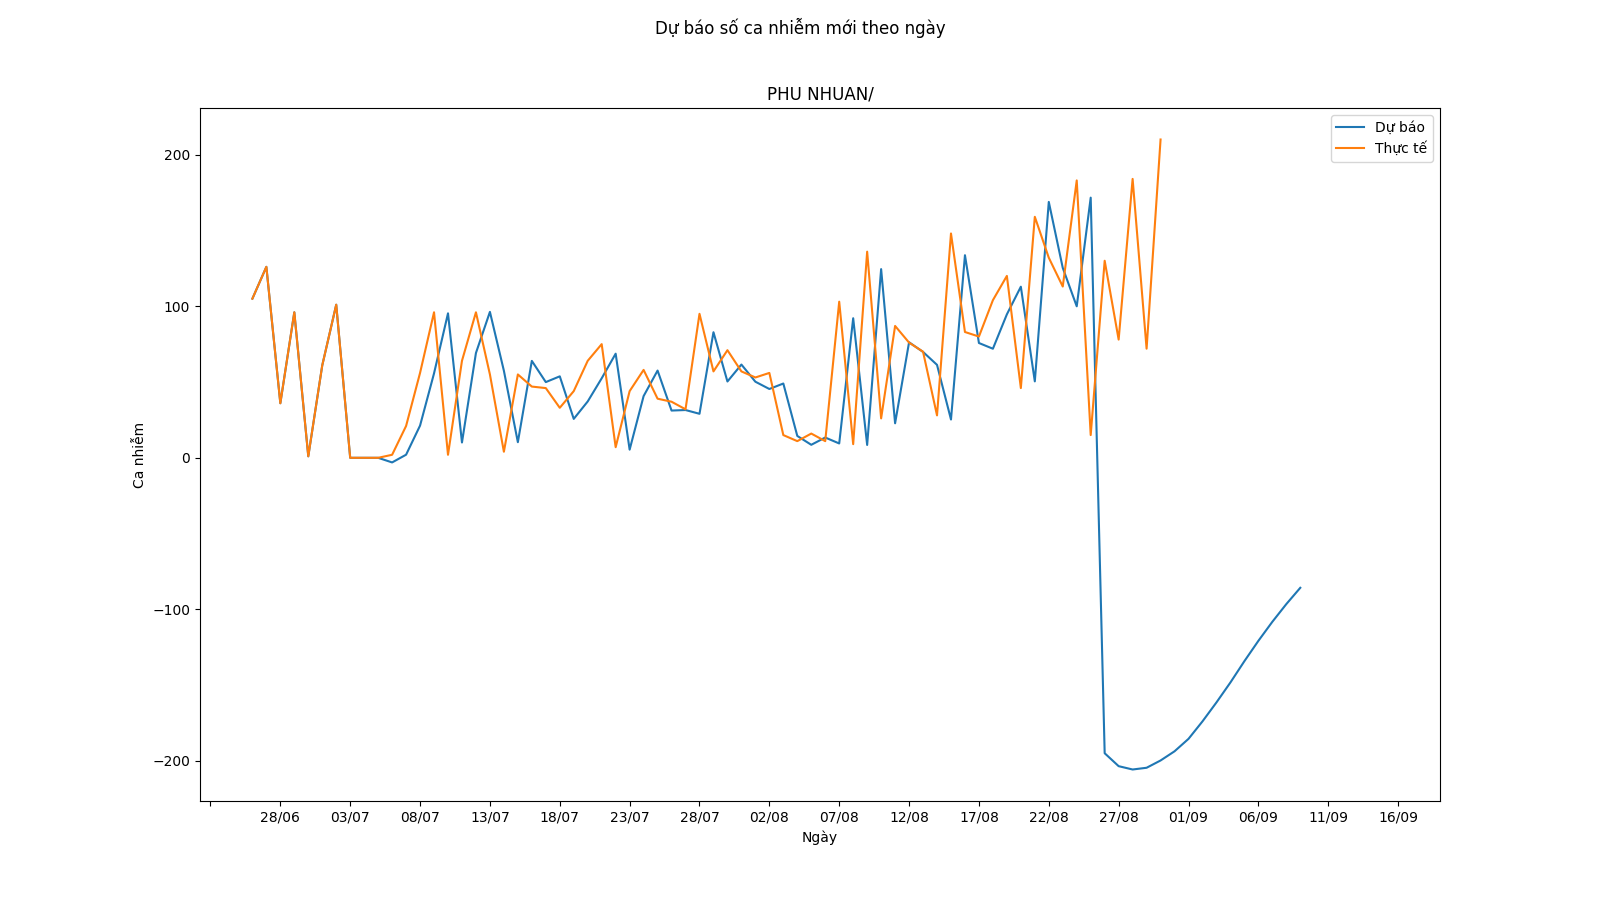 Dự báo số ca nhiễm mới theo ngày
PHU NHUAN/
Dự báo
Thực tế
200
100
0
−100
−200
Ca nhiễm
28/06 03/07 08/07 13/07 18/07 23/07 28/07 02/08 07/08 12/08 17/08 22/08 27/08 01/09 06/09 11/09 16/09
Ngày